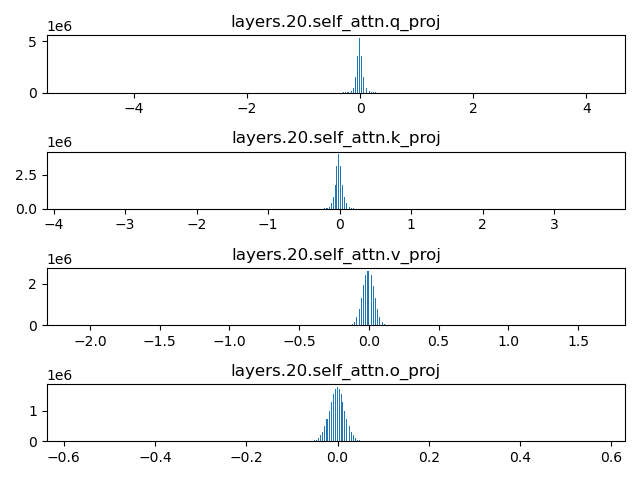 layers.20.self_attn.q_proj
1e6
5
0
−4 −2 0 2 4
layers.20.self_attn.k_proj
1e6
2.5
0.0
−4 −3 −2 −1 0 1 2 3
layers.20.self_attn.v_proj
1e6
2
0
−2.0 −1.5 −1.0 −0.5 0.0 0.5 1.0 1.5
layers.20.self_attn.o_proj
1e6
1
0
−0.6 −0.4 −0.2 0.0 0.2 0.4 0.6